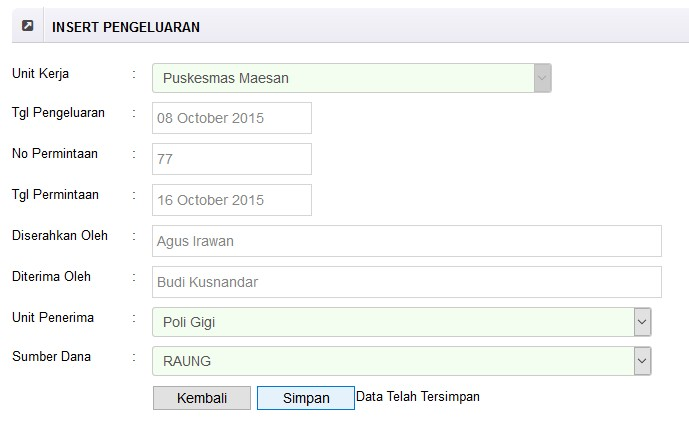 INSERT PENGELUARAN
Unit Kerja : Puskesmas Maesan
Tgl Pengeluaran : 08 October 2015
No Permintaan : 77
Tgl Permintaan : 16 October 2015
Diserahkan Oleh : Agus Irawan
Diterima Oleh : Budi Kusnandar
Unit Penerima : Poli Gigi
Sumber Dana : RAUNG
Kembali Simpan Data Telah Tersimpan